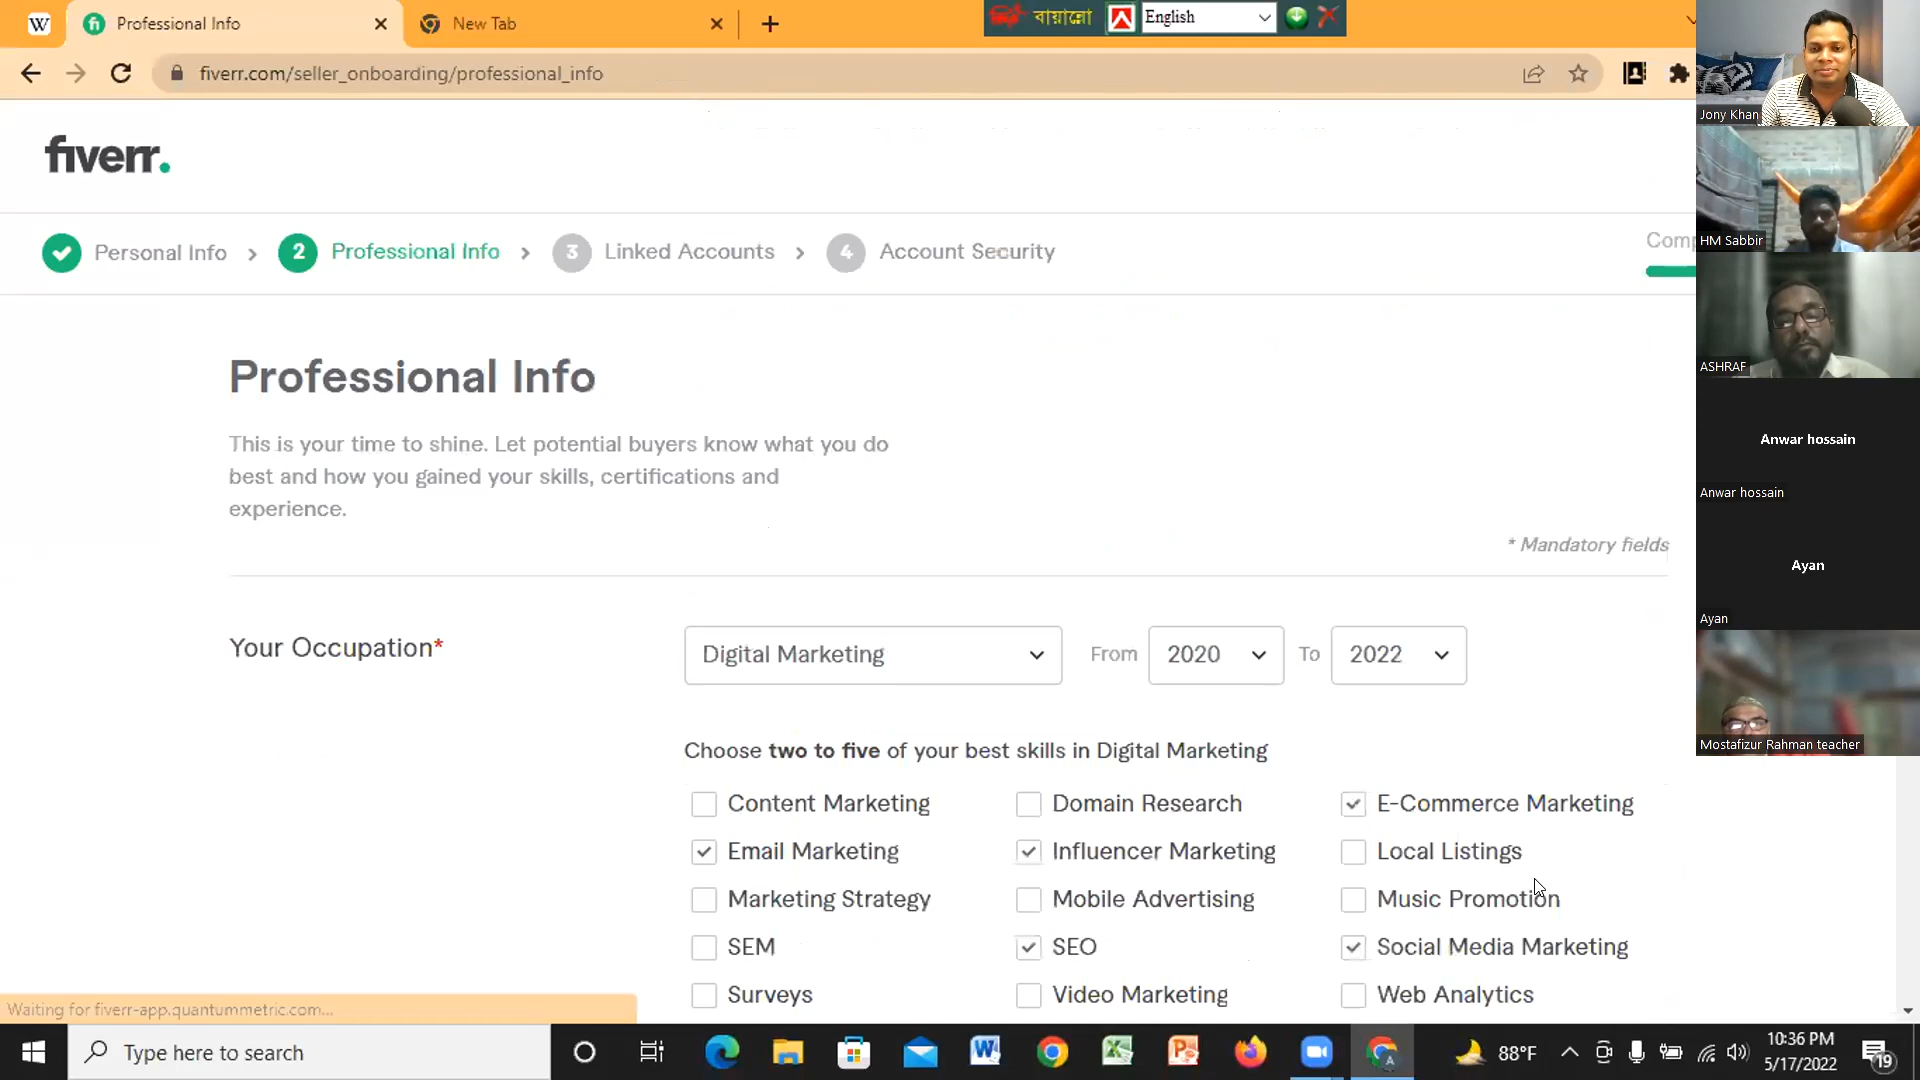 Professional Info
New Tab
বায়ান্নো
English
fiverr.com/seller_onboarding/professional_info
fiverr.
Personal Info
2
Professional Info
3
Linked Accounts
4
Account Security
Comp
Professional Info
This is your time to shine. Let potential buyers know what you do
best and how you gained your skills, certifications and
experience.
* Mandatory fields
Your Occupation*
Digital Marketing
From
2020
To
2022
Choose two to five of your best skills in Digital Marketing
Content Marketing
Domain Research
E-Commerce Marketing
Email Marketing
Influencer Marketing
Local Listings
Marketing Strategy
Mobile Advertising
Music Promotion
SEM
SEO
Social Media Marketing
Surveys
Video Marketing
Web Analytics
Waiting for fiverr-app.quantummetric.com...
Jony Khan
HM Sabbir
ASHRAF
Anwar hossain
Anwar hossain
Ayan
Ayan
Mostafizur Rahman teacher
Type here to search
88°F
10:36 PM
5/17/2022
19